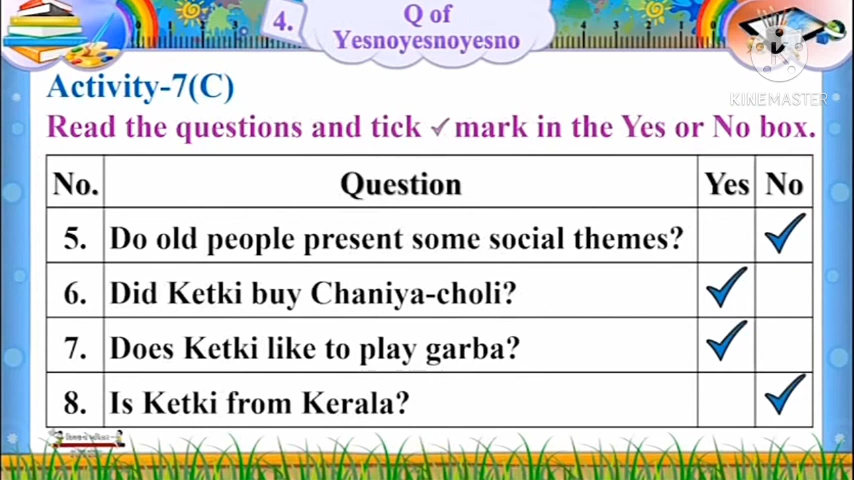 4.
Q of
Yesnoyesnoyesno
KINEMASTER
Activity-7(C)
Read the questions and tick ✓mark in the Yes or No box.
No. Question Yes No
5. Do old people present some social themes? ✓
6. Did Ketki buy Chaniya-choli? ✓
7. Does Ketki like to play garba? ✓
8. Is Ketki from Kerala? ✓